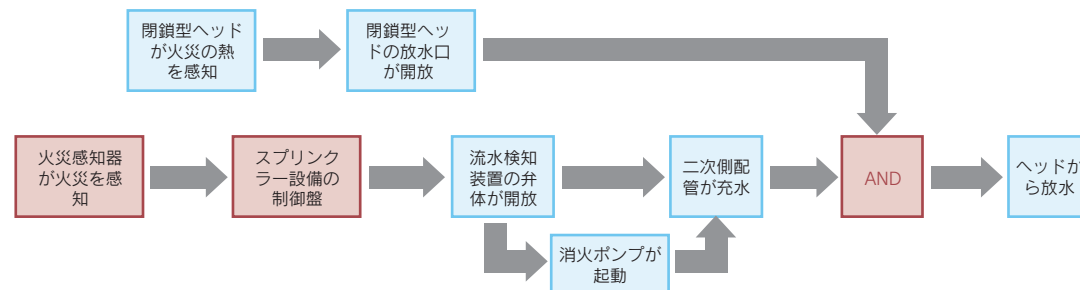 閉鎖型ヘッド
が火災の熱
を感知
閉鎖型ヘッ
ドの放水口
が開放
火災感知器
が火災を感
知
スプリンク
ラー設備の
制御盤
流水検知
装置の弁
体が開放
二次側配
管が充水
AND
ヘッドか
ら放水
消火ポンプが
起動